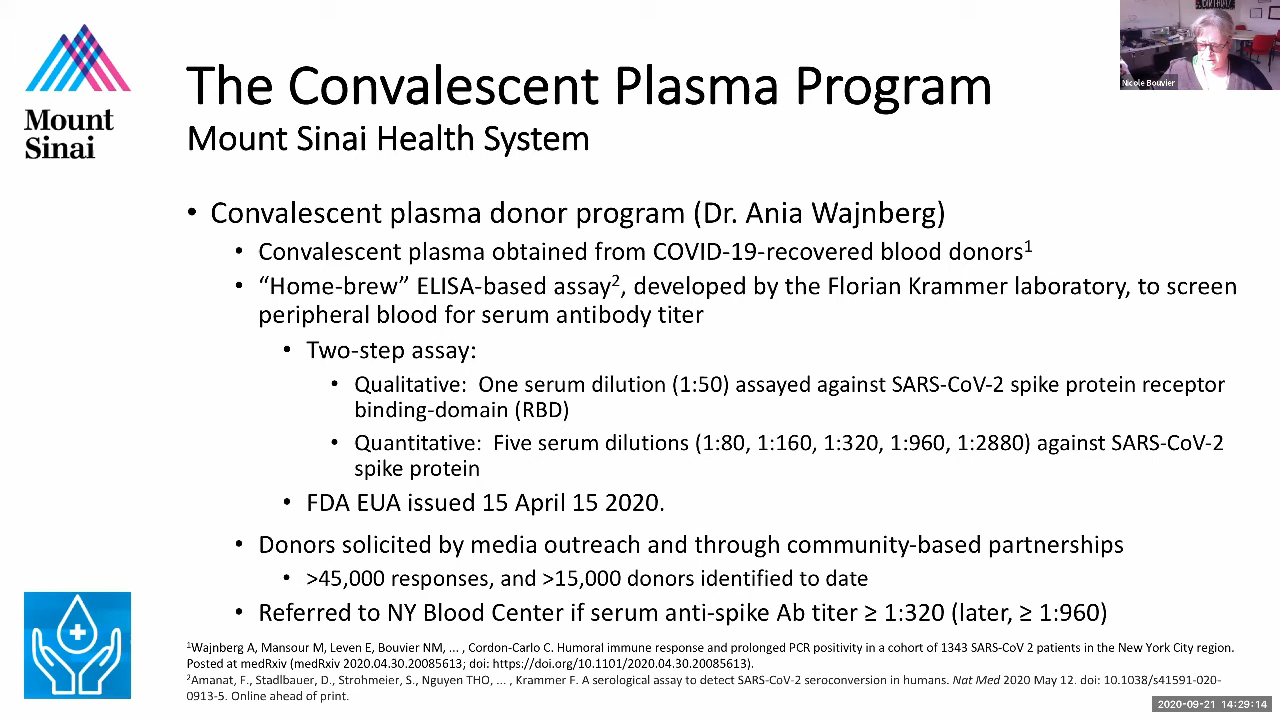 The Convalescent Plasma Program
Mount Sinai Health System
Mount
Sinai
Nicole Bouvier
• Convalescent plasma donor program (Dr. Ania Wajnberg)
• Convalescent plasma obtained from COVID-19-recovered blood donors¹
• “Home-brew” ELISA-based assay², developed by the Florian Krammer laboratory, to screen
peripheral blood for serum antibody titer
• Two-step assay:
• Qualitative: One serum dilution (1:50) assayed against SARS-CoV-2 spike protein receptor
binding-domain (RBD)
• Quantitative: Five serum dilutions (1:80, 1:160, 1:320, 1:960, 1:2880) against SARS-CoV-2
spike protein
• FDA EUA issued 15 April 15 2020.
• Donors solicited by media outreach and through community-based partnerships
• >45,000 responses, and >15,000 donors identified to date
• Referred to NY Blood Center if serum anti-spike Ab titer ≥ 1:320 (later, ≥ 1:960)
¹Wajnberg A, Mansour M, Leven E, Bouvier NM, ... , Cordon-Carlo C. Humoral immune response and prolonged PCR positivity in a cohort of 1343 SARS-CoV 2 patients in the New York City region.
Posted at medRxiv (medRxiv 2020.04.30.20085613; doi: https://doi.org/10.1101/2020.04.30.20085613).
²Amanat, F., Stadlbauer, D., Strohmeier, S., Nguyen THO, ... , Krammer F. A serological assay to detect SARS-CoV-2 seroconversion in humans. Nat Med 2020 May 12. doi: 10.1038/s41591-020-
0913-5. Online ahead of print.
2020-09-21 14:29:14